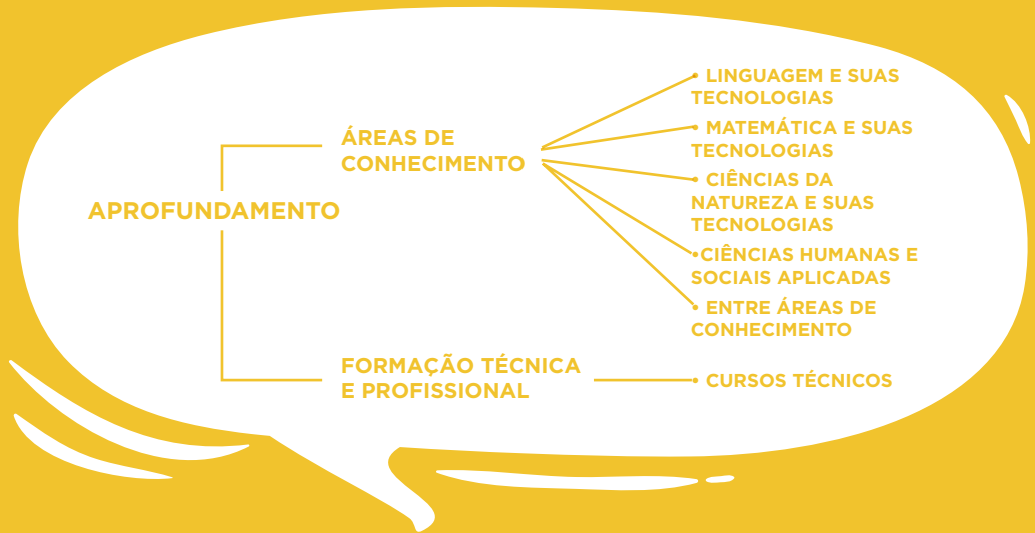 APROFUNDAMENTO
ÁREAS DE
CONHECIMENTO
• LINGUAGEM E SUAS
TECNOLOGIAS
• MATEMÁTICA E SUAS
TECNOLOGIAS
• CIÊNCIAS DA
NATUREZA E SUAS
TECNOLOGIAS
•CIÊNCIAS HUMANAS E
SOCIAIS APLICADAS
• ENTRE ÁREAS DE
CONHECIMENTO
FORMAÇÃO TÉCNICA
E PROFISSIONAL
• CURSOS TÉCNICOS